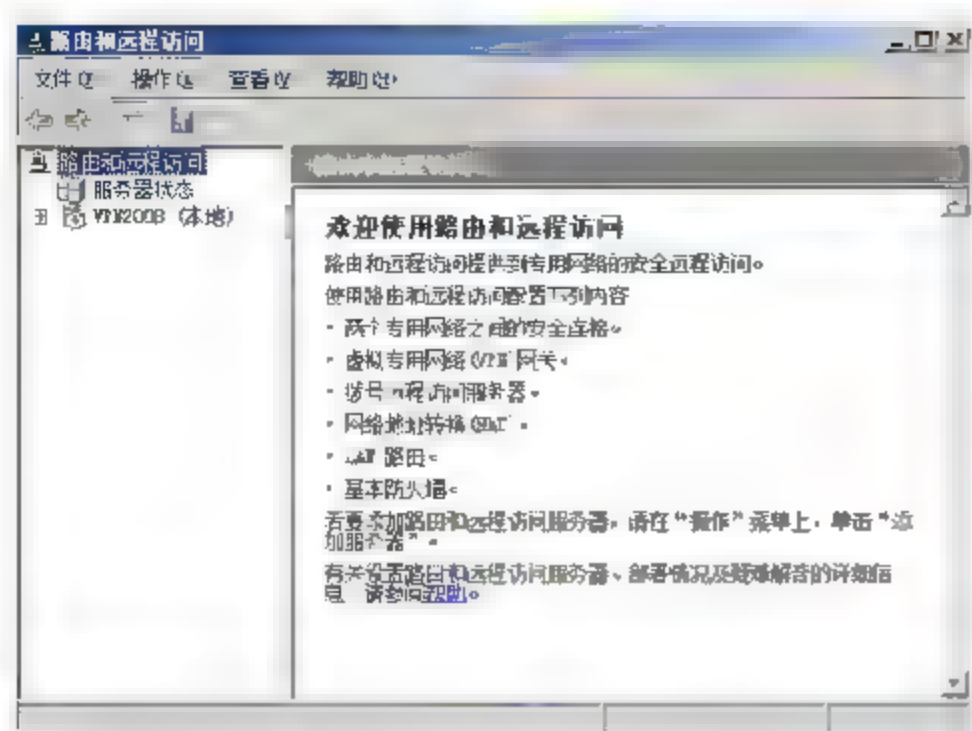 路由和远程访问
文件(F) 操作(A) 查看(V) 帮助(H)
路由和远程访问
服务器状态
(本地)
欢迎使用路由和远程访问
路由和远程访问提供到专用网络的安全远程访问。
使用路由和远程访问配置下列内容
· 两个专用网络之间的安全连接。
· 虚拟专用网络(VPN)网关。
· 拨号远程访问服务器。
· 网络地址转换(NAT)。
· LAN 路由。
· 基本防火墙。
若要添加路由和远程访问服务器，请在“操作”菜单上，单击“添
加服务器”。
有关设置路由和远程访问服务器、部署情况及疑难解答的详细信
息，请参阅帮助。